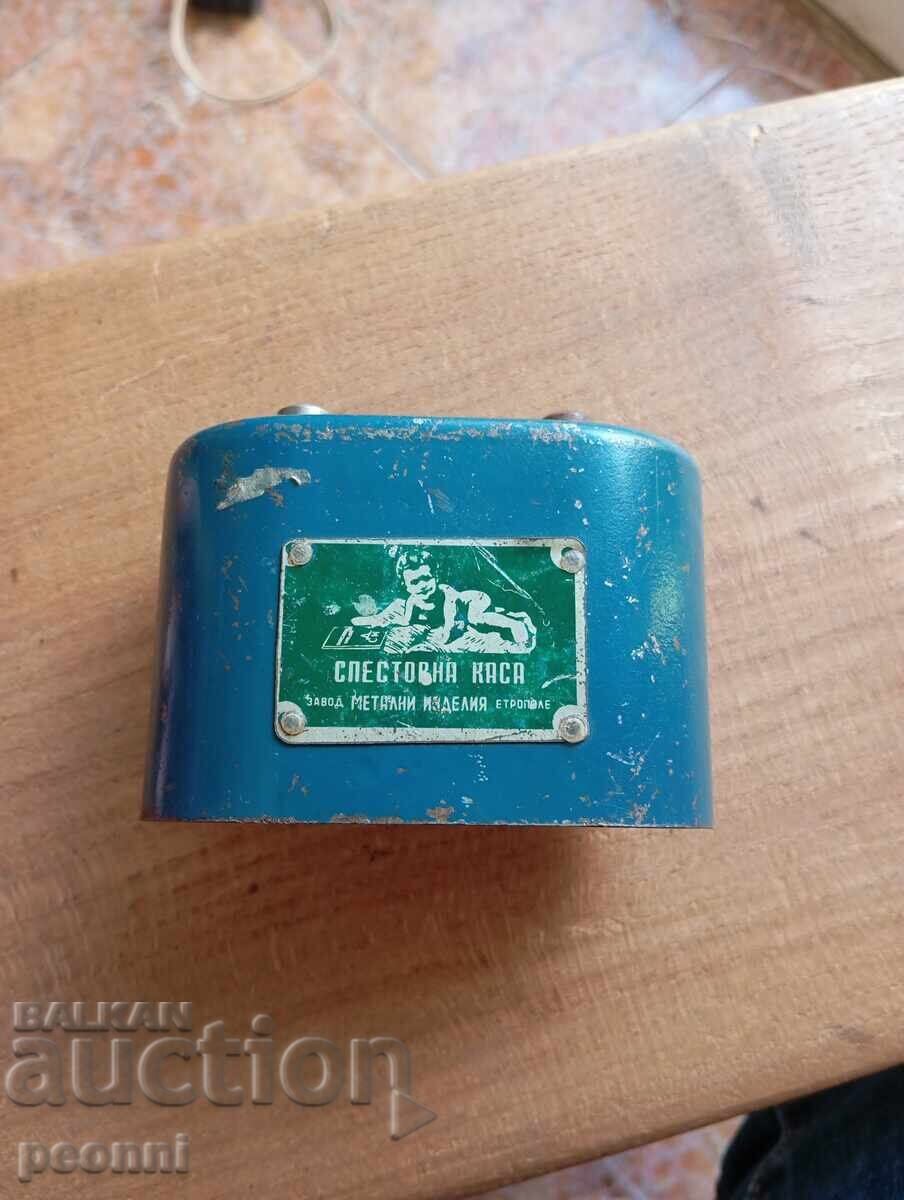 СПЕСТОВНА КАСА
ЗАВОД МЕТАЛНИ ИЗДЕЛИЯ ЕТРОПОЛЕ
BALKAN
auction
peonni